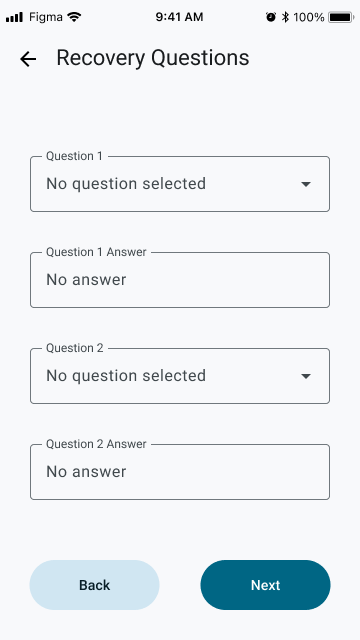 Figma 9:41 AM 100%
Recovery Questions
Question 1
No question selected
Question 1 Answer
No answer
Question 2
No question selected
Question 2 Answer
No answer
Back Next